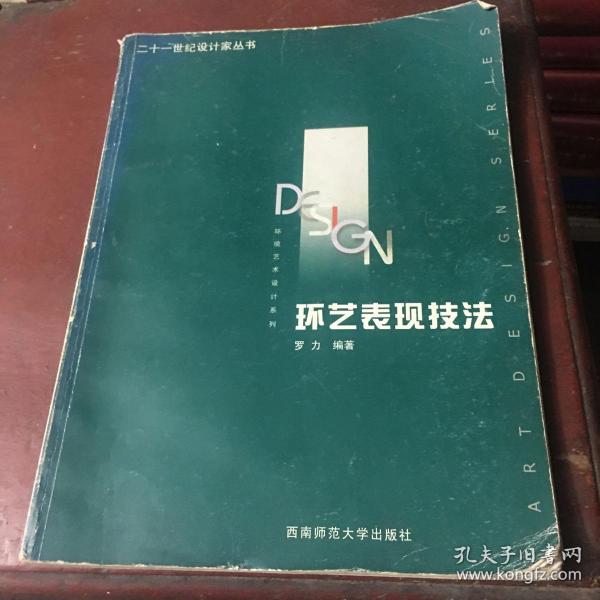 二十一世纪设计家丛书
DESIGN
环境艺术设计系列
环艺表现技法
罗力 编著
西南师范大学出版社
ART DESIGN SERLES
孔夫子旧书网
www.kongfz.com